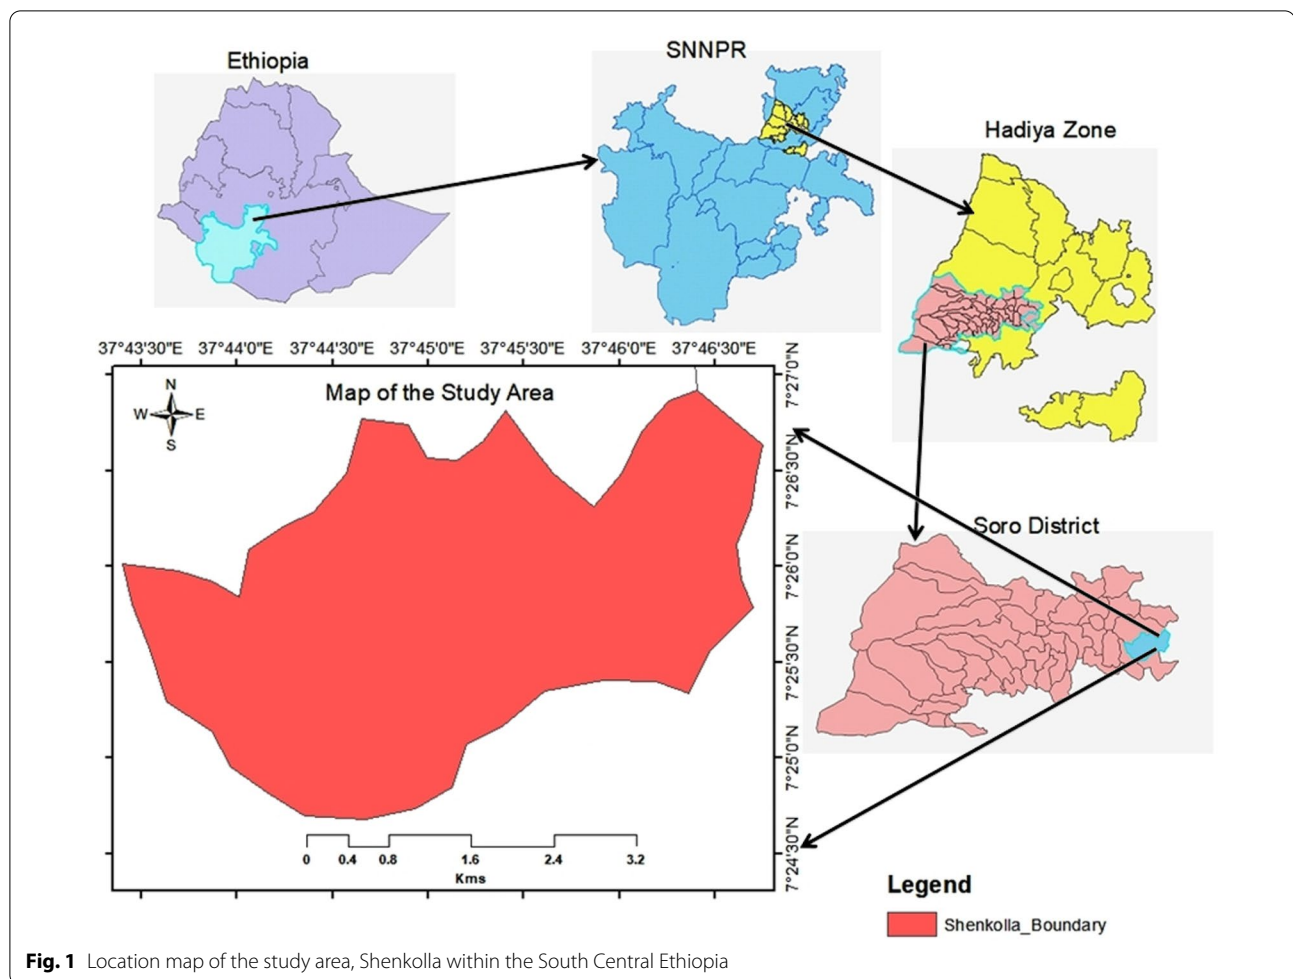 Ethiopia
SNNPR
Hadiya Zone
37°43'30"E 37°44'0"E 37°44'30"E 37°45'0"E 37°45'30"E 37°46'0"E 37°46'30"E
Map of the Study Area
N
W E
S
7°27'0"N
7°26'30"N
7°26'0"N
7°25'30"N
7°25'0"N
7°24'30"N
Soro District
0 0.4 0.8 1.6 2.4 3.2
Kms
Legend
Shenkolla_Boundary
Fig. 1 Location map of the study area, Shenkolla within the South Central Ethiopia